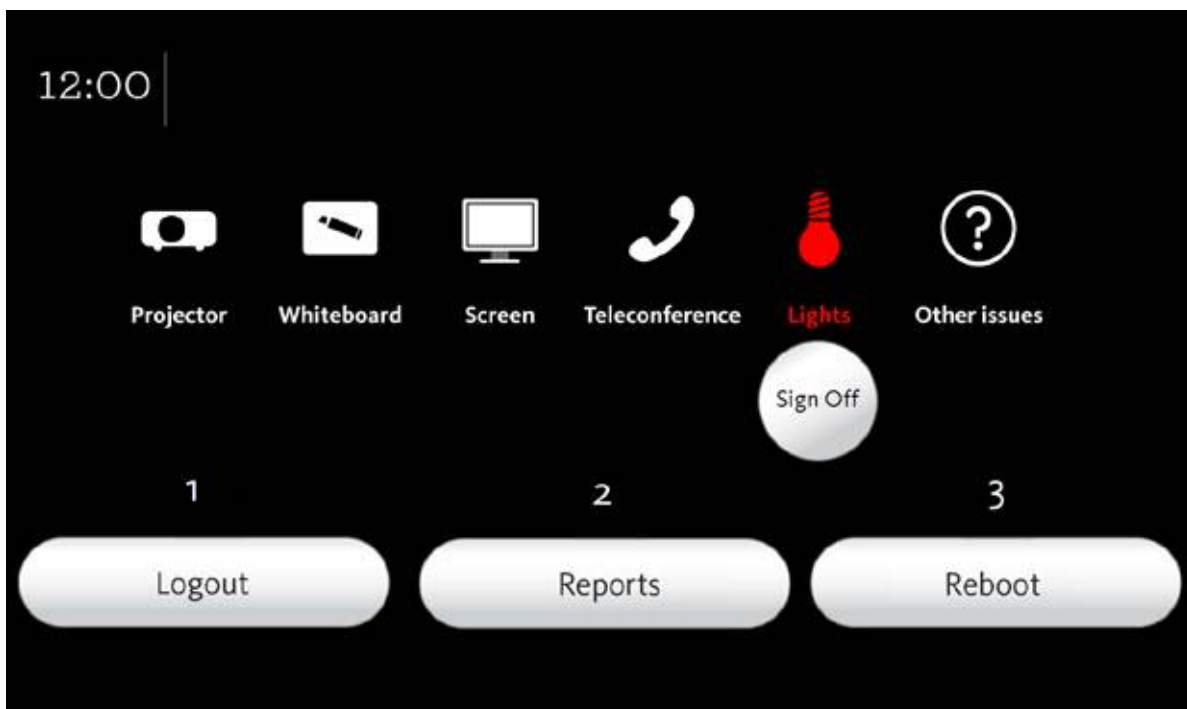 12:00
?
Projector Whiteboard Screen Teleconference Lights Other issues
Sign Off
1 2 3
Logout Reports Reboot